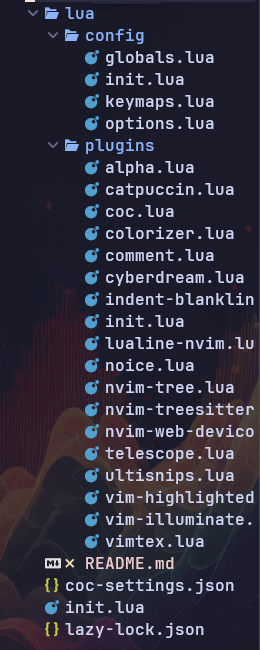 lua
config
globals.lua
init.lua
keymaps.lua
options.lua
plugins
alpha.lua
catpuccin.lua
coc.lua
colorizer.lua
comment.lua
cyberdream.lua
indent-blanklin
init.lua
lualine-nvim.lu
noice.lua
nvim-tree.lua
nvim-treesitter
nvim-web-devico
telescope.lua
ultisnips.lua
vim-highlighted
vim-illuminate.
vimtex.lua
README.md
{} coc-settings.json
init.lua
{} lazy-lock.json